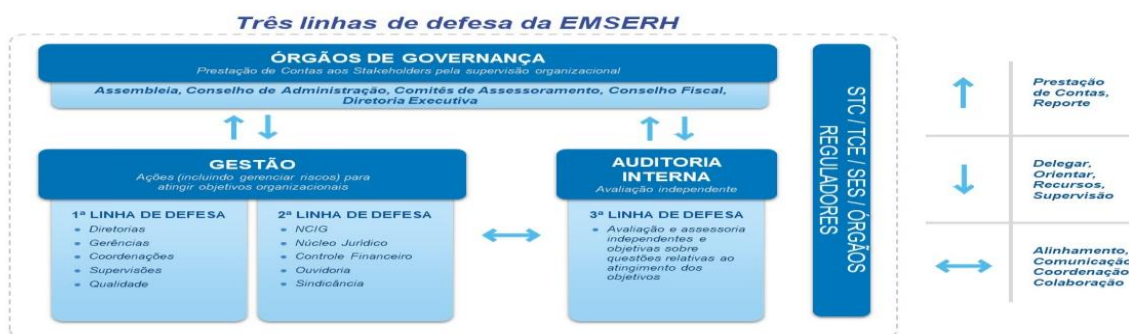 Três linhas de defesa da EMSERH
ÓRGÃOS DE GOVERNANÇA
Prestação de Contas aos Stakeholders pela supervisão organizacional
Assembleia, Conselho de Administração, Comitês de Assessoramento, Conselho Fiscal,
Diretoria Executiva
GESTÃO
Ações (incluindo gerenciar riscos) para
atingir objetivos organizacionais
1ª LINHA DE DEFESA
Diretorias
Gerências
Coordenações
Supervisões
Qualidade
2ª LINHA DE DEFESA
NCIG
Núcleo Jurídico
Controle Financeiro
Ouvidoria
Sindicância
AUDITORIA
INTERNA
Avaliação independente
3ª LINHA DE DEFESA
Avaliação e assessoria
independentes e
objetivas sobre
questões relativas ao
atingimento dos
objetivos
STC / TCE / SES / ÓRGÃOS
REGULADORES
Prestação
de Contas,
Reporte
Delegar,
Orientar,
Recursos,
Supervisão
Alinhamento,
Comunicação
Coordenação
Colaboração